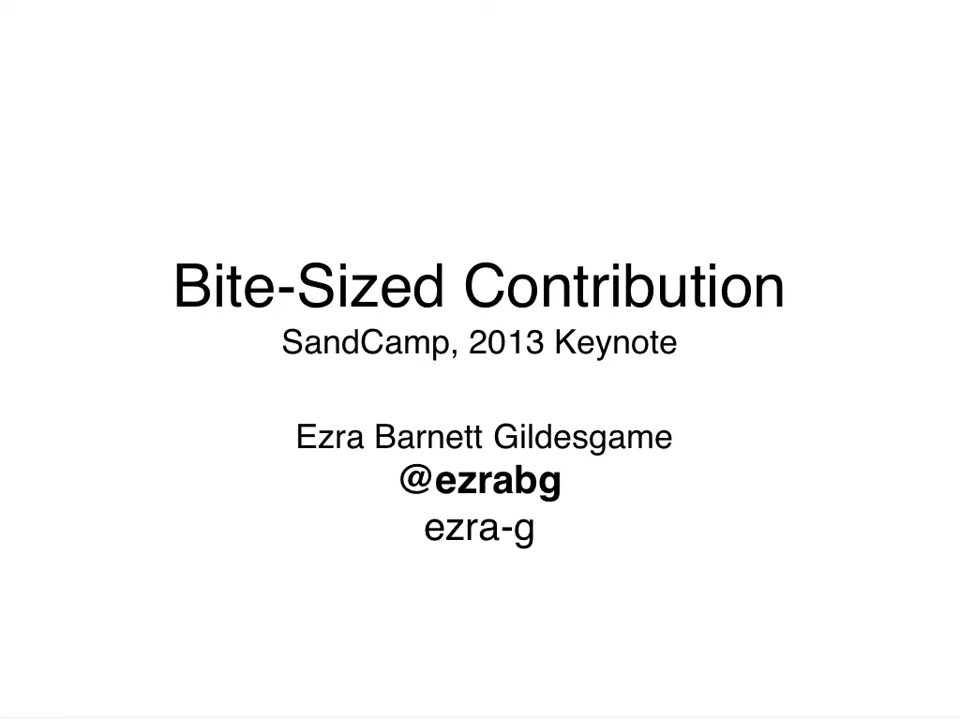 Bite-Sized Contribution
SandCamp, 2013 Keynote
Ezra Barnett Gildesgame
@ezrabg
ezra-g